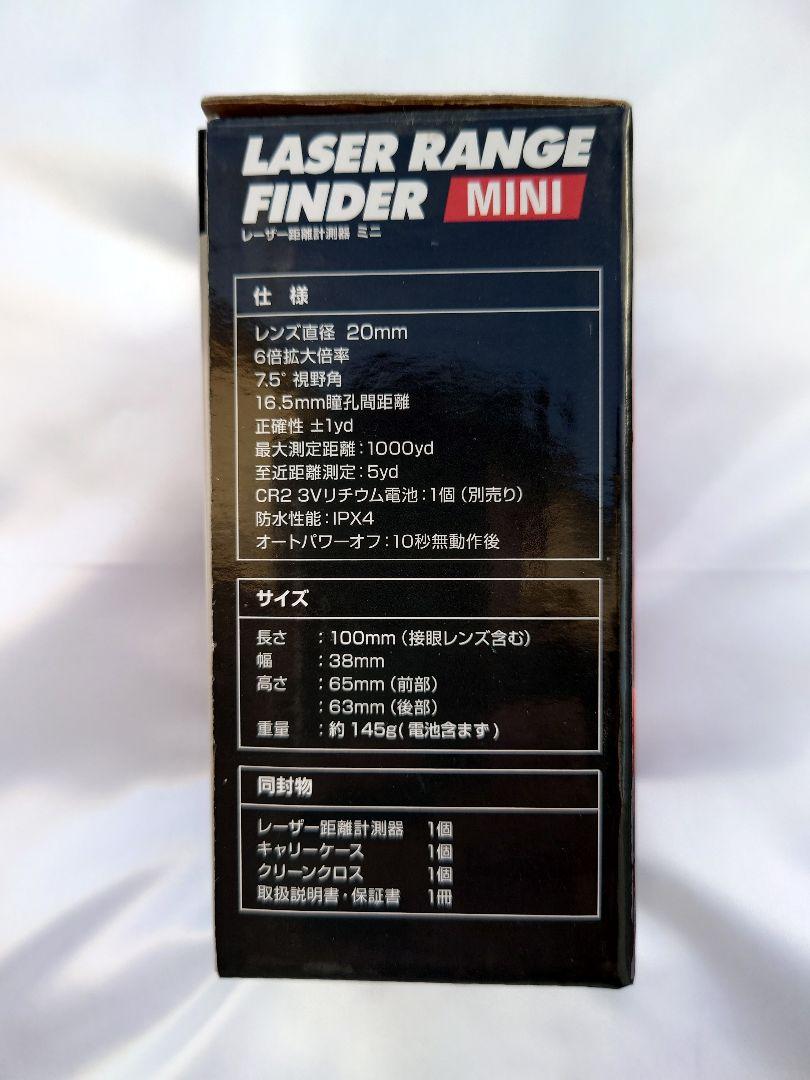 LASER RANGE
FINDER MINI
レーザー距離計測器 ミニ
仕 様
レンズ直径 20mm
6倍拡大倍率
7.5° 視野角
16.5mm瞳孔間距離
正確性 ±1yd
最大測定距離:1000yd
至近距離測定:5yd
CR2 3Vリチウム電池:1個(別売り)
防水性能:IPX4
オートパワーオフ:10秒無動作後
サイズ
長さ :100mm(接眼レンズ含む)
幅 :38mm
高さ :65mm(前部)
:63mm(後部)
重量 :約 145g(電池含まず)
同封物
レーザー距離計測器 1個
キャリーケース 1個
クリーンクロス 1個
取扱説明書・保証書 1冊